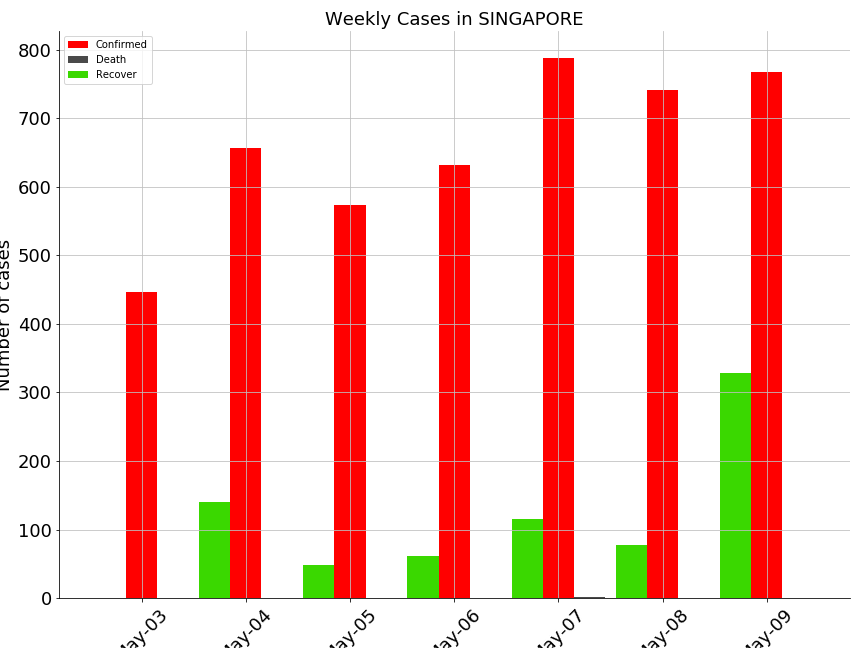 Weekly Cases in SINGAPORE
Confirmed
Death
Recover
Number of cases
800
700
600
500
400
300
200
100
0
May-03
May-04
May-05
May-06
May-07
May-08
May-09